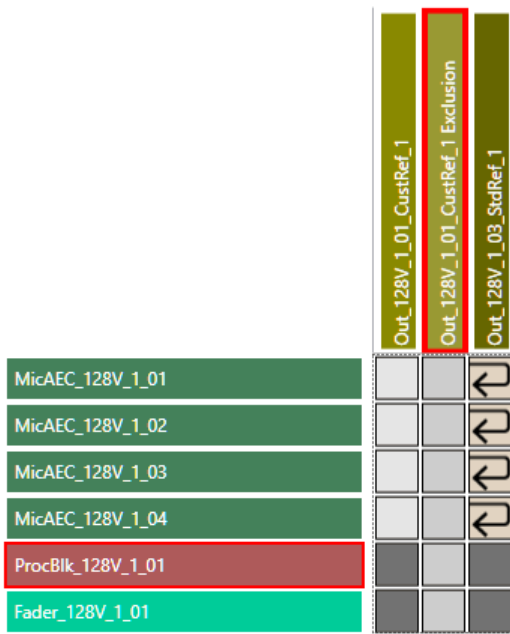 Out_128V_1_01_CustRef_1
Out_128V_1_01_CustRef_1 Exclusion
Out_128V_1_03_StdRef_1
MicAEC_128V_1_01
MicAEC_128V_1_02
MicAEC_128V_1_03
MicAEC_128V_1_04
ProcBlk_128V_1_01
Fader_128V_1_01